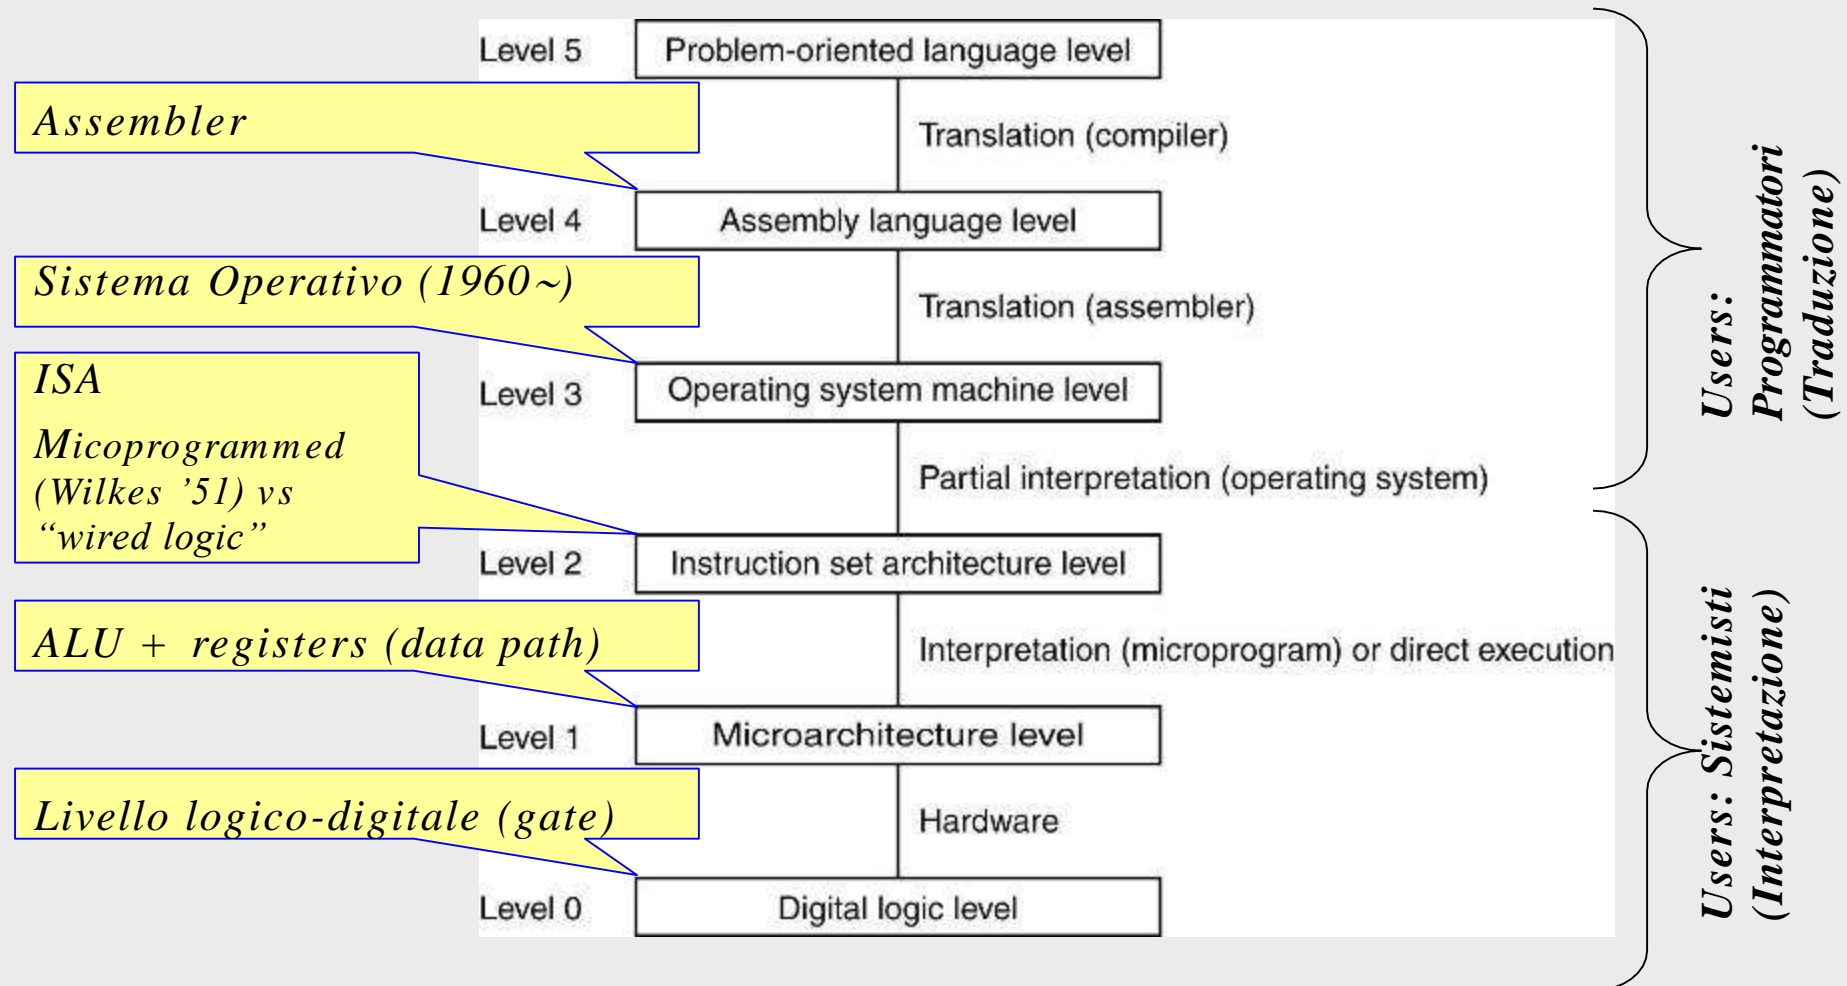 Level 5
Problem-oriented language level
Assembler
Translation (compiler)
Level 4
Assembly language level
Sistema Operativo (1960~)
Translation (assembler)
Level 3
Operating system machine level
ISA
Micoprogrammed
(Wilkes ’51) vs
“wired logic”
Partial interpretation (operating system)
Level 2
Instruction set architecture level
ALU + registers (data path)
Interpretation (microprogram) or direct execution
Level 1
Microarchitecture level
Livello logico-digitale (gate)
Hardware
Level 0
Digital logic level
Users:
Programmatori
(Traduzione)
Users: Sistemisti
(Interpretazione)